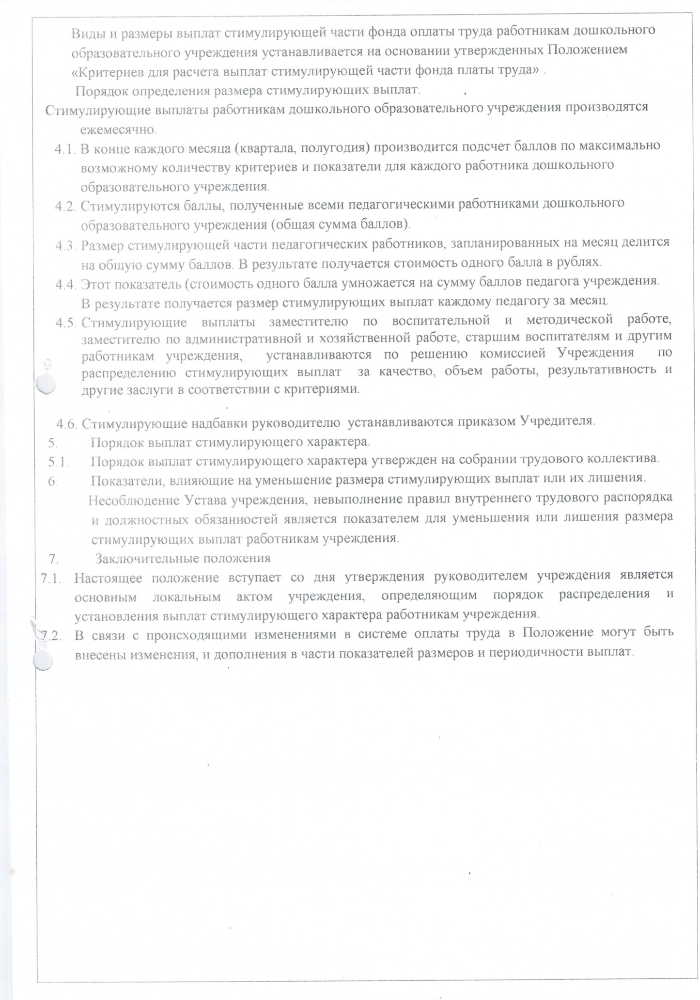 Виды и размеры выплат стимулирующей части фонда оплаты труда работникам дошкольного
образовательного учреждения устанавливается на основании утвержденных Положением
«Критериев для расчета выплат стимулирующей части фонда платы труда» .
Порядок определения размера стимулирующих выплат.
Стимулирующие выплаты работникам дошкольного образовательного учреждения производятся
ежемесячно.
4.1. В конце каждого месяца (квартала, полугодия) производится подсчет баллов по максимально
возможному количеству критериев и показатели для каждого работника дошкольного
образовательного учреждения.
4.2. Стимулируются баллы, полученные всеми педагогическими работниками дошкольного
образовательного учреждения (общая сумма баллов).
4.3. Размер стимулирующей части педагогических работников, запланированных на месяц делится
на общую сумму баллов. В результате получается стоимость одного балла в рублях.
4.4. Этот показатель (стоимость одного балла умножается на сумму баллов педагога учреждения.
В результате получается размер стимулирующих выплат каждому педагогу за месяц.
4.5. Стимулирующие выплаты заместителю по воспитательной и методической работе,
заместителю по административной и хозяйственной работе, старшим воспитателям и другим
работникам учреждения, устанавливаются по решению комиссией Учреждения по
распределению стимулирующих выплат за качество, объем работы, результативность и
другие заслуги в соответствии с критериями.
4.6. Стимулирующие надбавки руководителю устанавливаются приказом Учредителя.
5. Порядок выплат стимулирующего характера.
5.1. Порядок выплат стимулирующего характера утвержден на собрании трудового коллектива.
6. Показатели, влияющие на уменьшение размера стимулирующих выплат или их лишения.
Несоблюдение Устава учреждения, невыполнение правил внутреннего трудового распорядка
и должностных обязанностей является показателем для уменьшения или лишения размера
стимулирующих выплат работникам учреждения.
7. Заключительные положения
7.1. Настоящее положение вступает со дня утверждения руководителем учреждения является
основным локальным актом учреждения, определяющим порядок распределения и
установления выплат стимулирующего характера работникам учреждения.
7.2. В связи с происходящими изменениями в системе оплаты труда в Положение могут быть
внесены изменения, и дополнения в части показателей размеров и периодичности выплат.